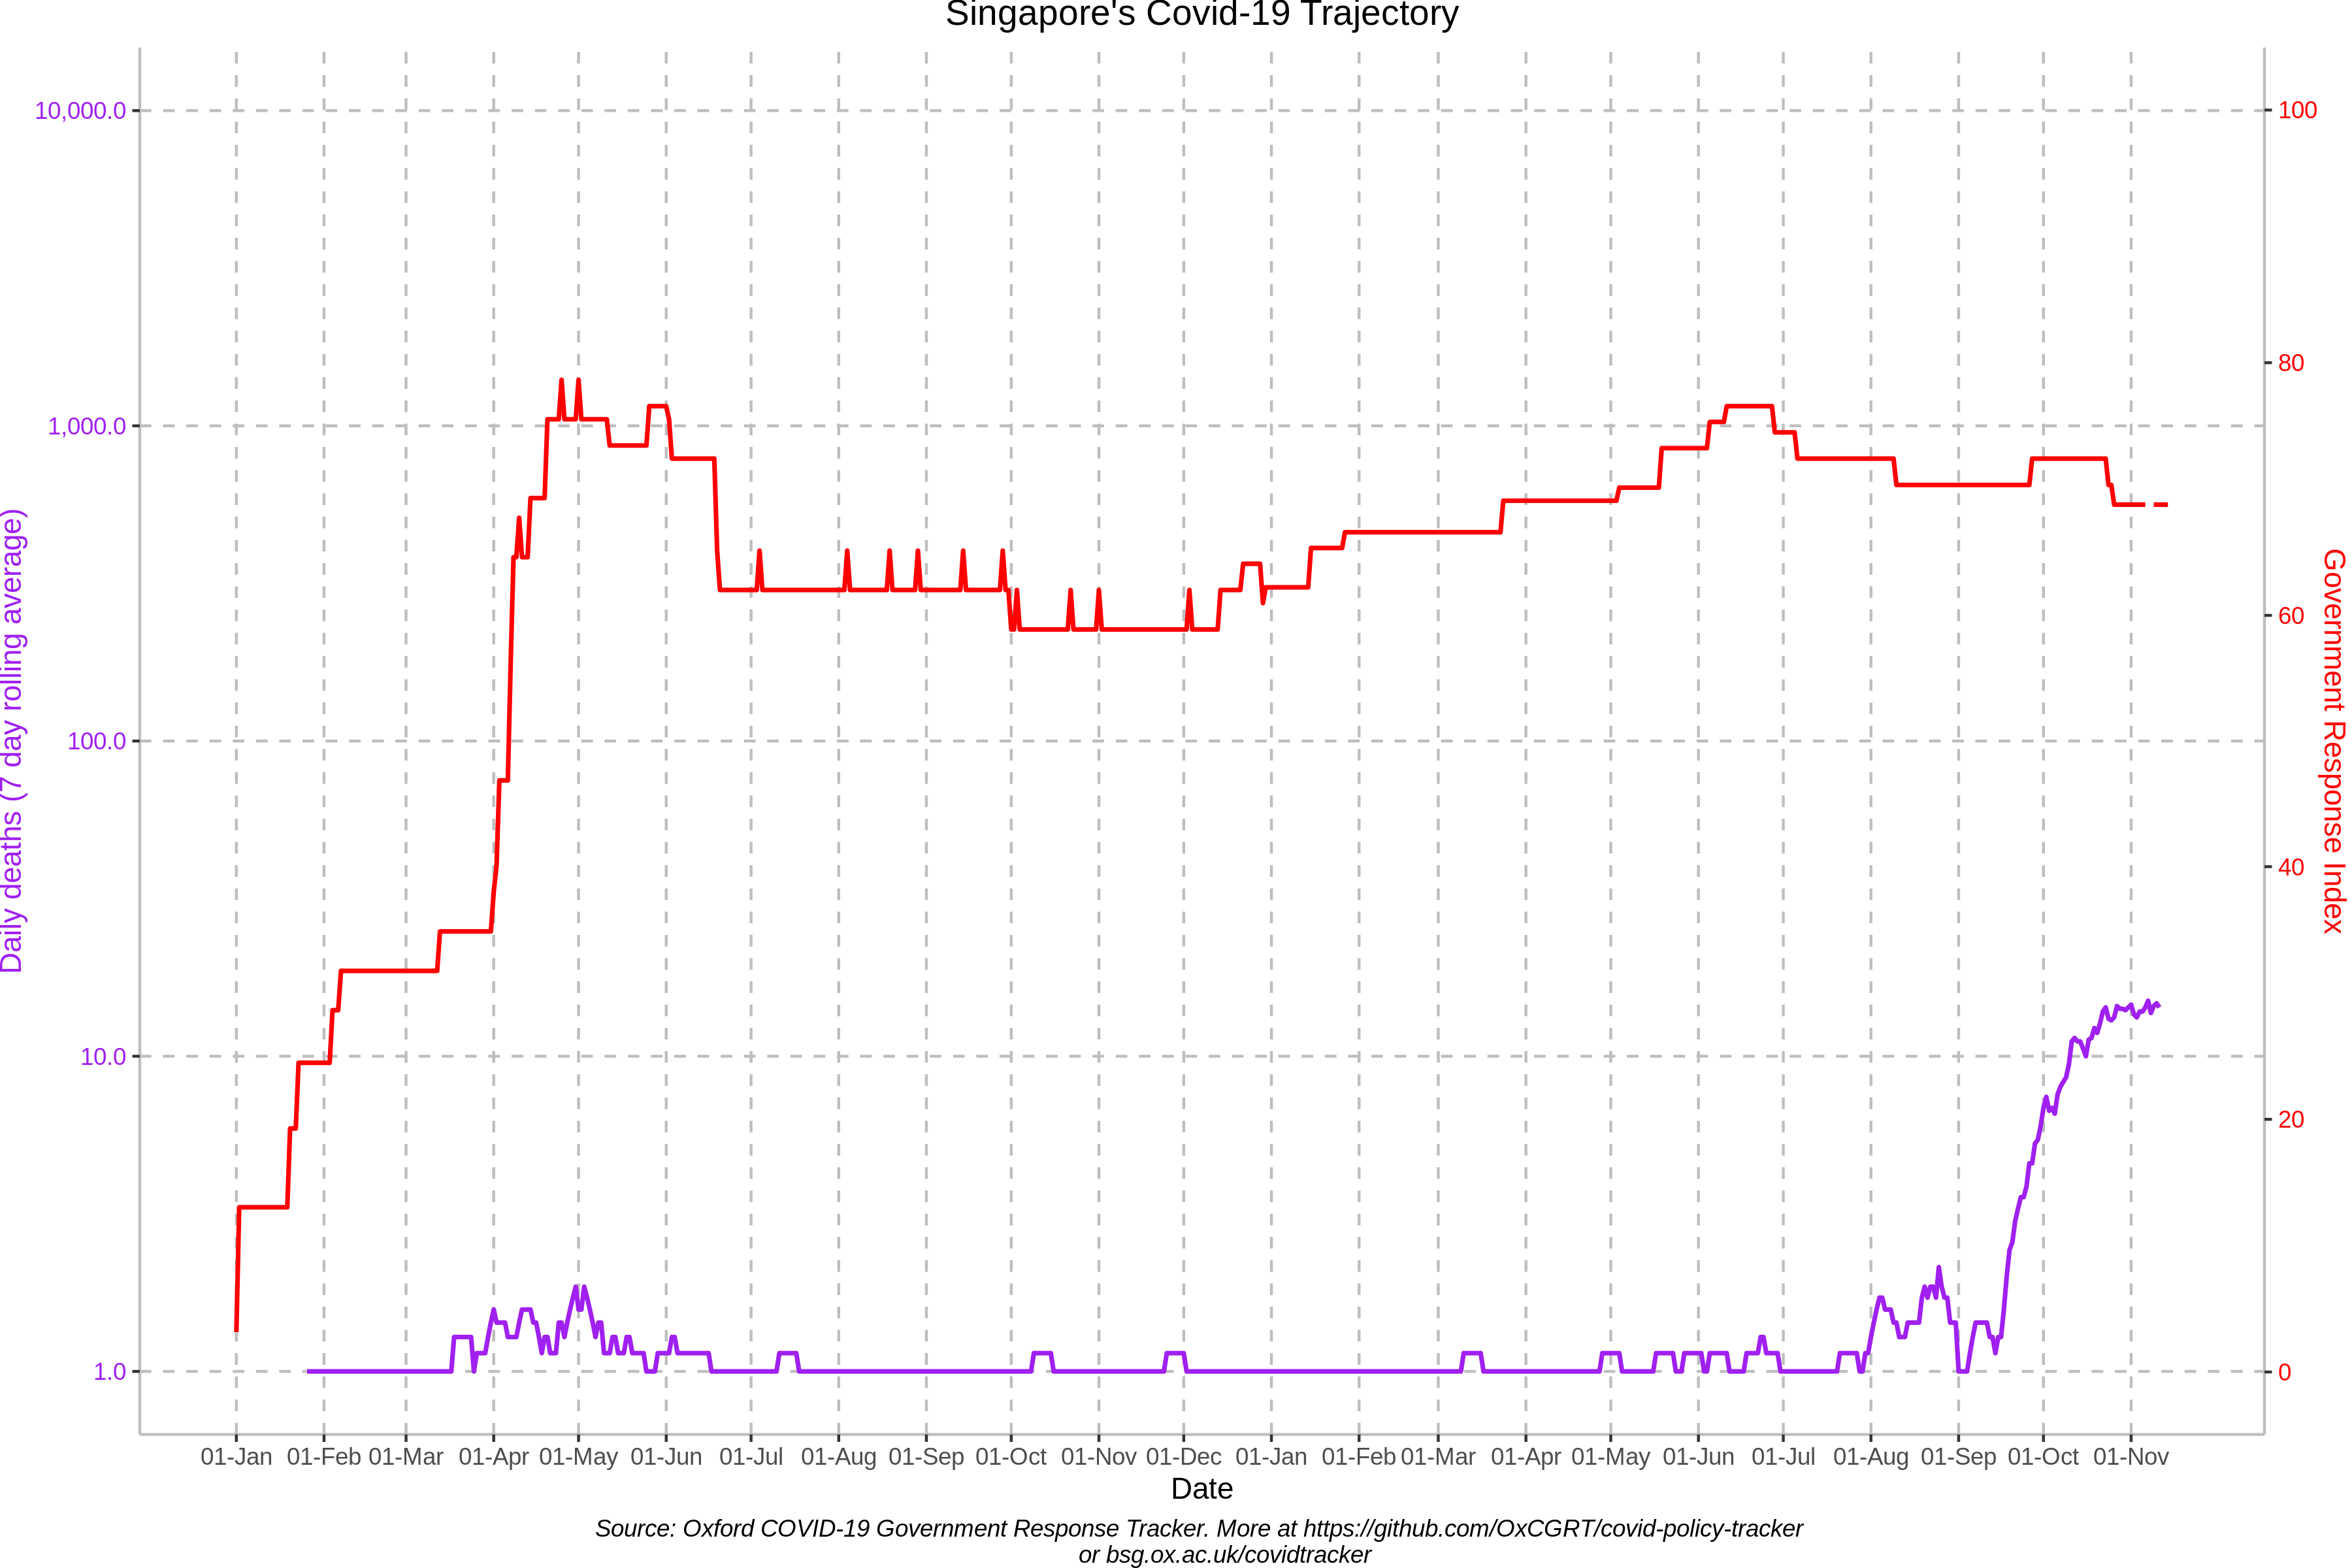 Singapore's Covid-19 Trajectory
10,000.0
1,000.0
100.0
10.0
1.0
Daily deaths (7 day rolling average)
100
80
60
40
20
0
Government Response Index
01-Jan 01-Feb 01-Mar 01-Apr 01-May 01-Jun 01-Jul 01-Aug 01-Sep 01-Oct 01-Nov 01-Dec 01-Jan 01-Feb 01-Mar 01-Apr 01-May 01-Jun 01-Jul 01-Aug 01-Sep 01-Oct 01-Nov
Date
Source: Oxford COVID-19 Government Response Tracker. More at https://github.com/OxCGRT/covid-policy-tracker
or bsg.ox.ac.uk/covidtracker